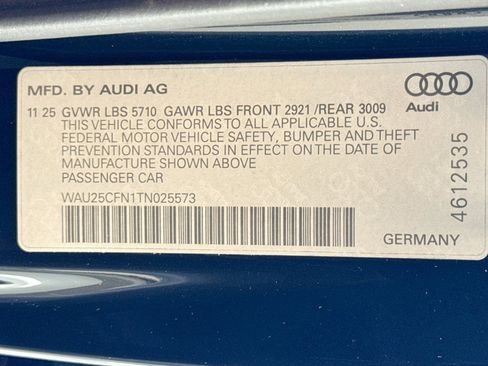 MFD. BY AUDI AG
11 25 GVWR LBS 5710 GAWR LBS FRONT 2921 /REAR 3009
THIS VEHICLE CONFORMS TO ALL APPLICABLE U.S.
FEDERAL MOTOR VEHICLE SAFETY, BUMPER AND THEFT
PREVENTION STANDARDS IN EFFECT ON THE DATE OF
MANUFACTURE SHOWN ABOVE
PASSENGER CAR
WAU25CFN1TN025573
Audi
4612535
GERMANY